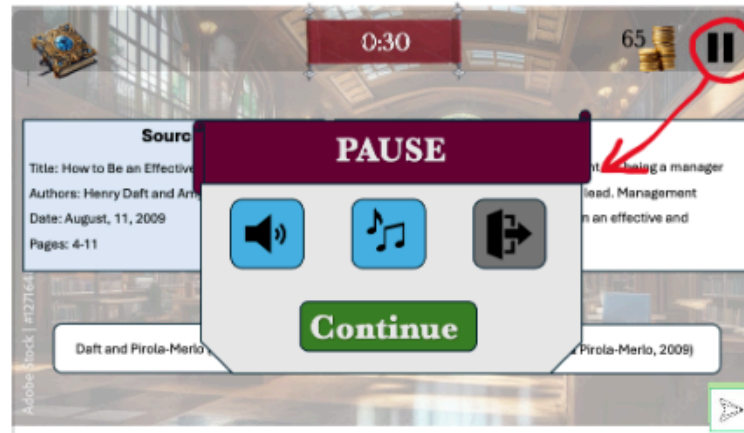 0:30
65
Sourc
PAUSE
Title: How to Be an Effective
being a manager
Authors: Henry Daft and Am
lead. Management
Date: August, 11, 2009
an effective and
Pages: 4-11
Continue
Daft and Pirola-Merlo
Pirola-Merlo, 2009)
Adobe Stock | #127164